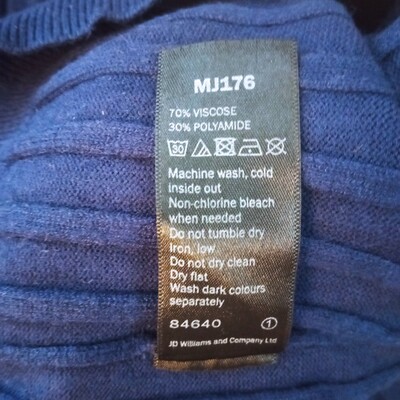 MJ176
70% VISCOSE
30% POLYAMIDE
30
Machine wash, cold
inside out
Non-chlorine bleach
when needed
Do not tumble dry
Iron, low
Do not dry clean
Dry flat
Wash dark colours
separately
84640 1
JD Williams and Company Ltd